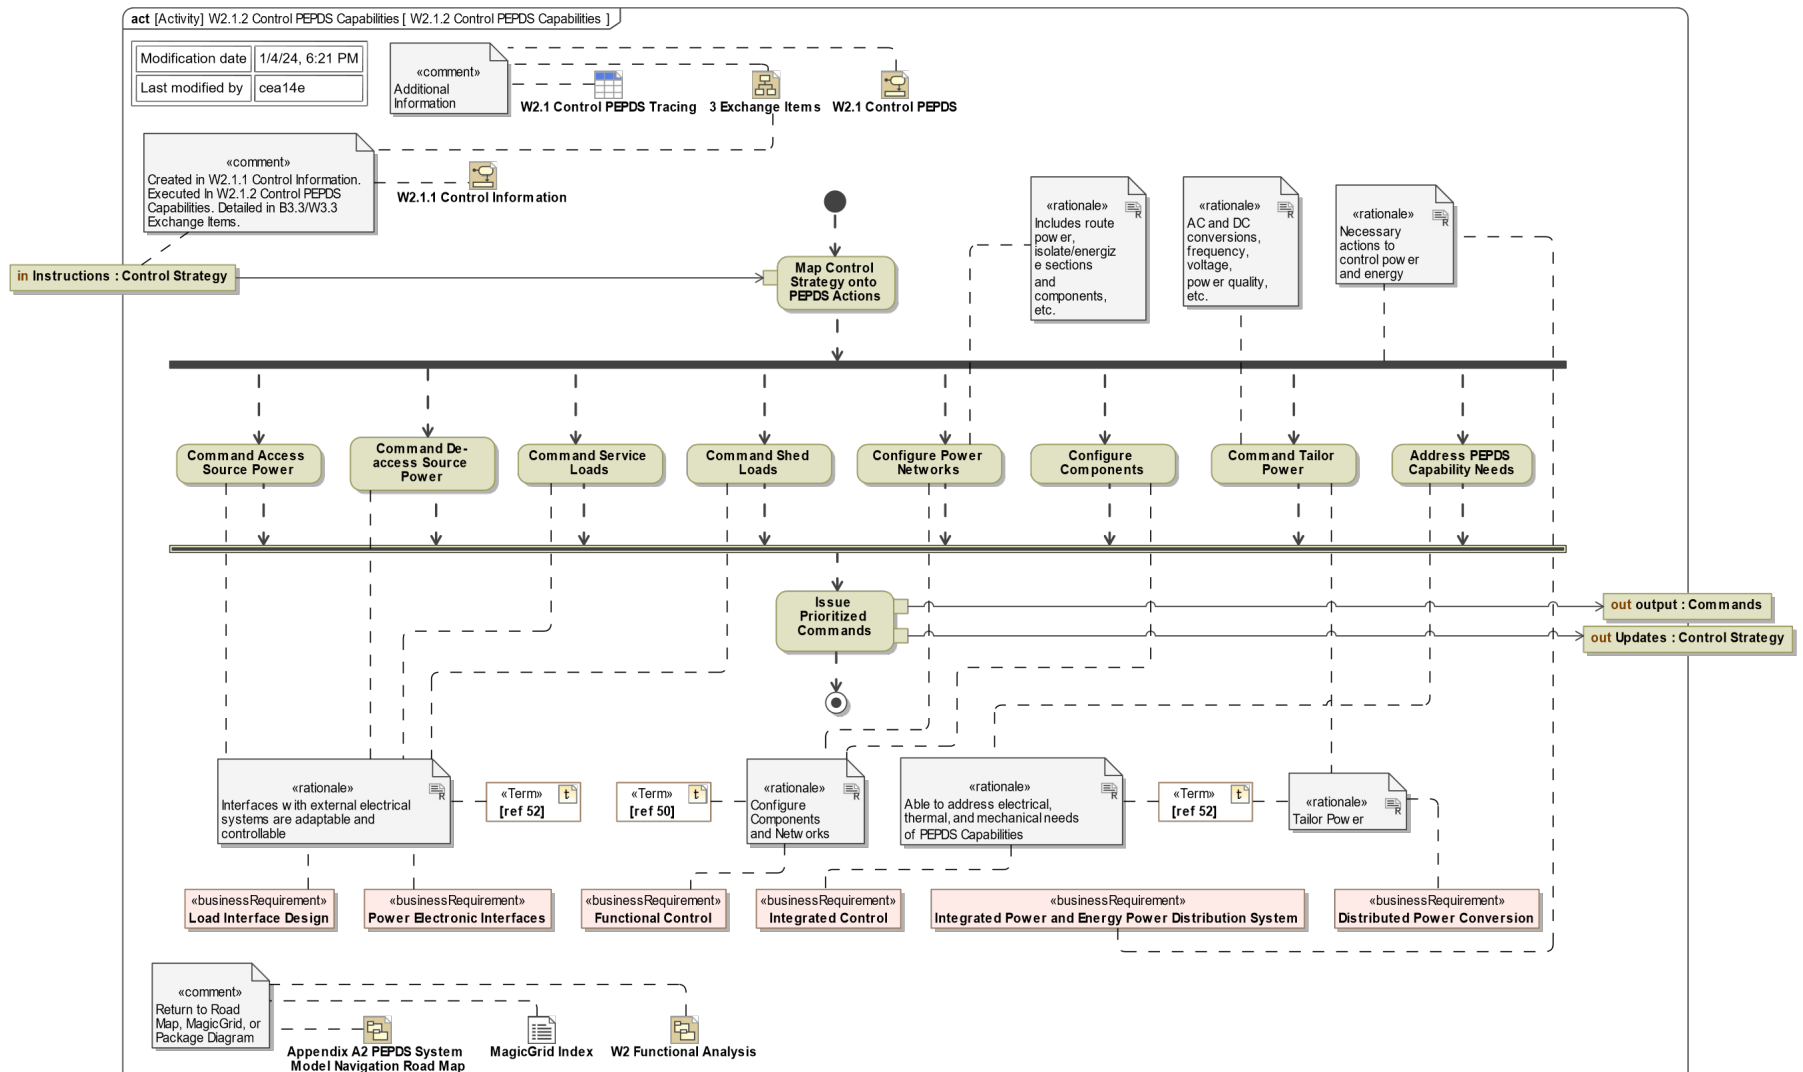 act [Activity] W2.1.2 Control PEPDS Capabilities [ W2.1.2 Control PEPDS Capabilities ]
Modification date 1/4/24, 6:21 PM
Last modified by cea14e
«comment»
Additional
Information
W2.1 Control PEPDS Tracing
3 Exchange Items
W2.1 Control PEPDS
«comment»
Created in W2.1.1 Control Information.
Executed In W2.1.2 Control PEPDS
Capabilities. Detailed in B3.3/W3.3
Exchange Items.
W2.1.1 Control Information
in Instructions : Control Strategy
Map Control
Strategy onto
PEPDS Actions
«rationale»
R
Includes route
power,
isolate/energiz
e sections
and
components,
etc.
«rationale»
R
AC and DC
conversions,
frequency,
voltage,
power quality,
etc.
«rationale»
R
Necessary
actions to
control power
and energy
Command Access
Source Power
Command De-
access Source
Power
Command Service
Loads
Command Shed
Loads
Configure Power
Networks
Configure
Components
Command Tailor
Power
Address PEPDS
Capability Needs
Issue
Prioritized
Commands
out output : Commands
out Updates : Control Strategy
«rationale»
R
Interfaces with external electrical
systems are adaptable and
controllable
«Term» t
[ref 52]
«Term» t
[ref 50]
«rationale»
R
Configure
Components
and Networks
«rationale»
R
Able to address electrical,
thermal, and mechanical needs
of PEPDS Capabilities
«Term» t
[ref 52]
«rationale»
R
Tailor Power
«businessRequirement»
Load Interface Design
«businessRequirement»
Power Electronic Interfaces
«businessRequirement»
Functional Control
«businessRequirement»
Integrated Control
«businessRequirement»
Integrated Power and Energy Power Distribution System
«businessRequirement»
Distributed Power Conversion
«comment»
Return to Road
Map, MagicGrid, or
Package Diagram
Appendix A2 PEPDS System
Model Navigation Road Map
MagicGrid Index
W2 Functional Analysis